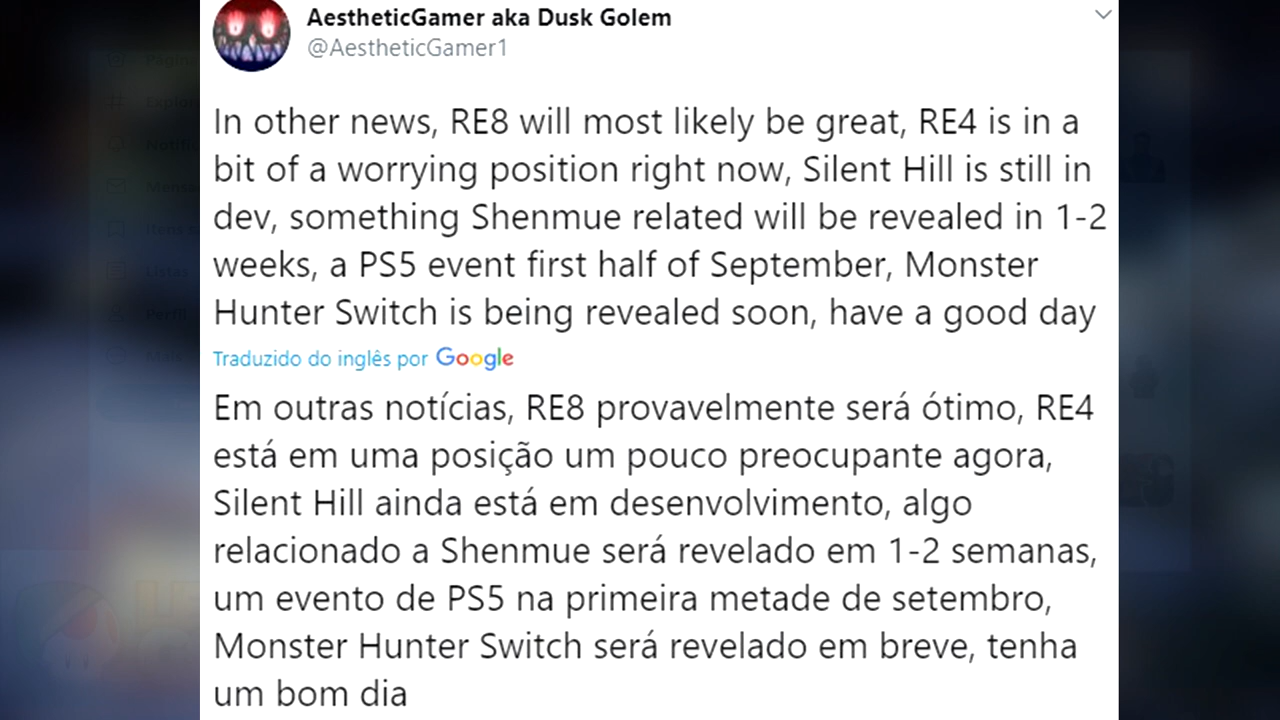 AestheticGamer aka Dusk Golem
@AestheticGamer1
In other news, RE8 will most likely be great, RE4 is in a
bit of a worrying position right now, Silent Hill is still in
dev, something Shenmue related will be revealed in 1-2
weeks, a PS5 event first half of September, Monster
Hunter Switch is being revealed soon, have a good day
Traduzido do inglês por Google
Em outras notícias, RE8 provavelmente será ótimo, RE4
está em uma posição um pouco preocupante agora,
Silent Hill ainda está em desenvolvimento, algo
relacionado a Shenmue será revelado em 1-2 semanas,
um evento de PS5 na primeira metade de setembro,
Monster Hunter Switch será revelado em breve, tenha
um bom dia